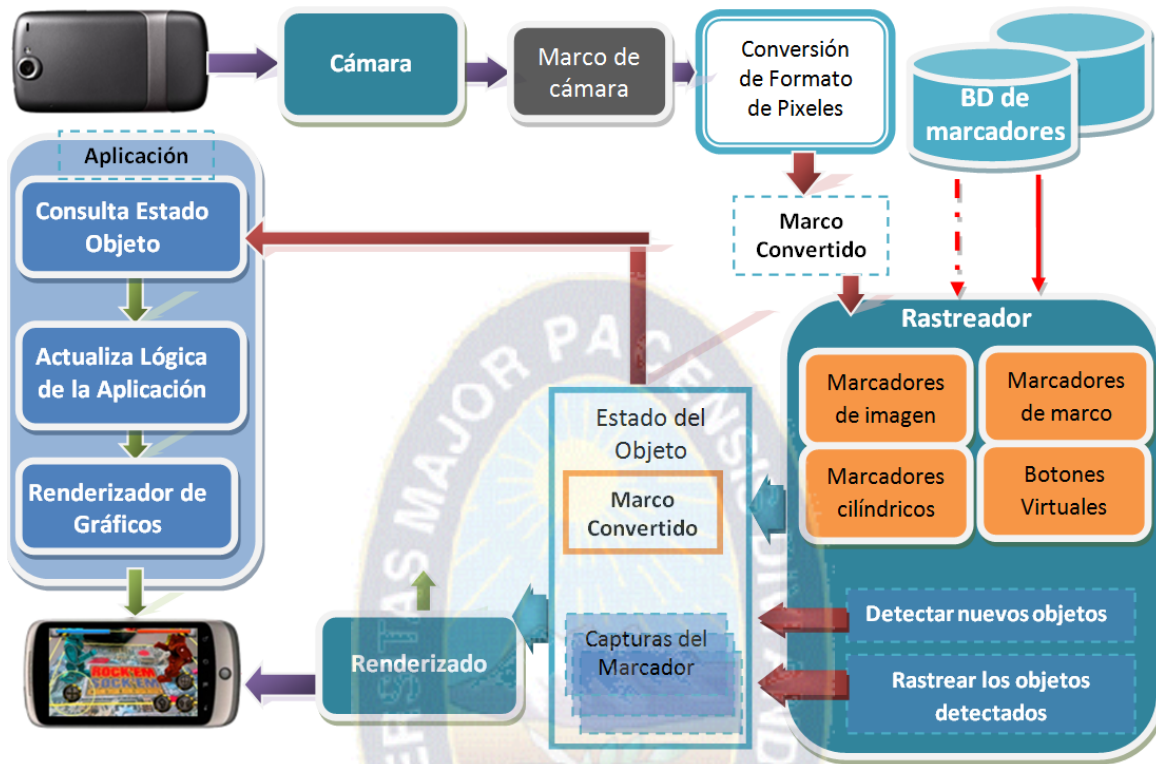 Cámara
Marco de
cámara
Conversión
de Formato
de Pixeles
BD de
marcadores
Aplicación
Consulta Estado
Objeto
Actualiza Lógica
de la Aplicación
Renderizador de
Gráficos
Marco
Convertido
Rastreador
Marcadores
de imagen
Marcadores
de marco
Marcadores
cilíndricos
Botones
Virtuales
Detectar nuevos objetos
Rastrear los objetos
detectados
Estado del
Objeto
Marco
Convertido
Capturas del
Marcador
Renderizado
ROCK'EM